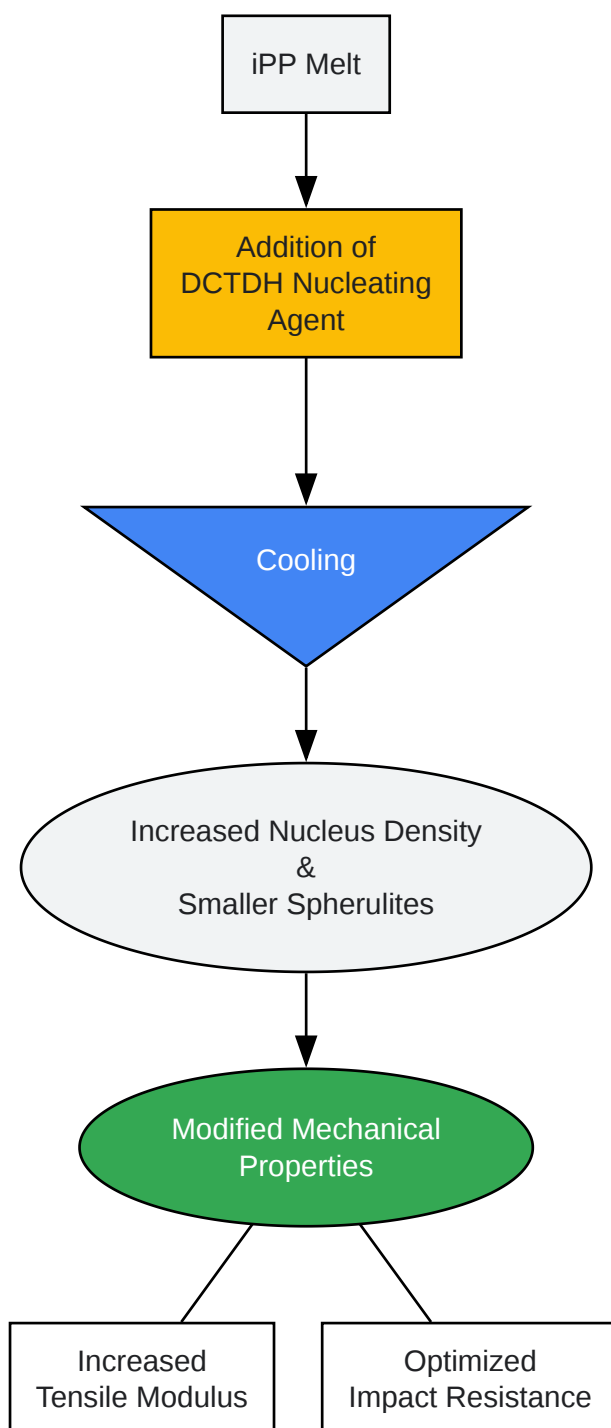 iPP Melt
Addition of
DCTDH Nucleating
Agent
Cooling
Increased Nucleus Density
&
Smaller Spherulites
Modified Mechanical
Properties
Increased
Tensile Modulus
Optimized
Impact Resistance